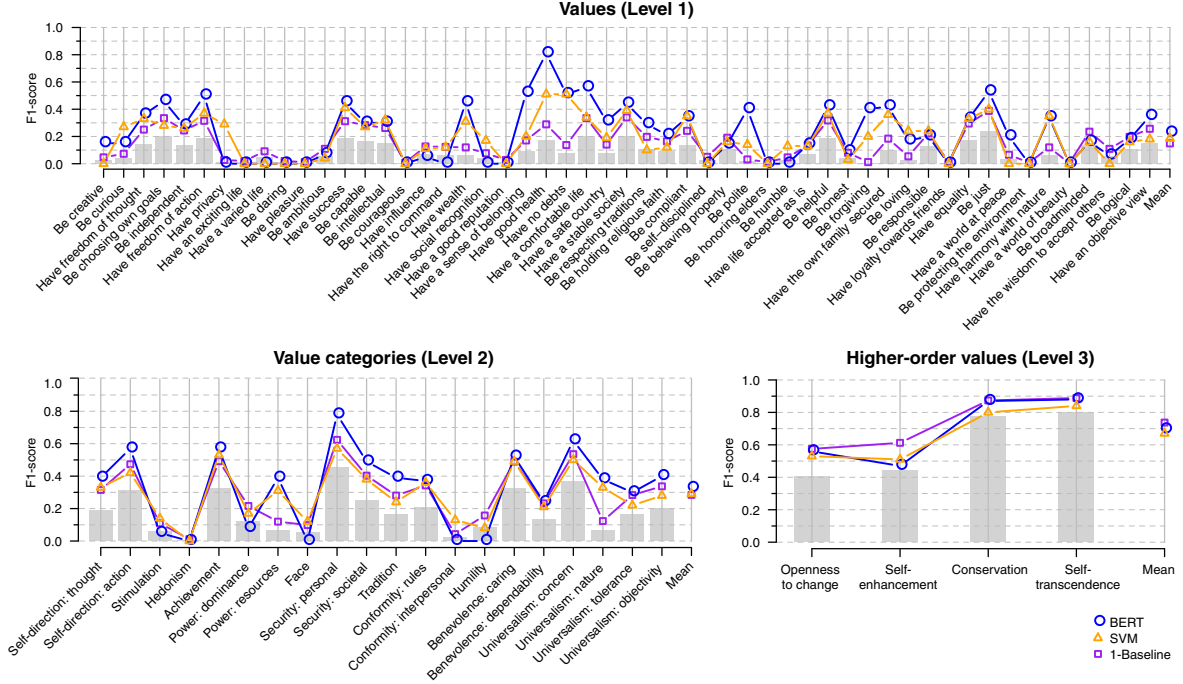 Values (Level 1)
F1-score
1.0
0.8
0.6
0.4
0.2
0.0
Be creative
Be curious
Have freedom of thought
Be choosing own goals
Be independent
Have freedom of action
Have privacy
Have an exciting life
Have a varied life
Be daring
Have pleasure
Be ambitious
Have success
Be capable
Be intellectual
Be courageous
Have influence
Have the right to command
Have wealth
Have social recognition
Have a good reputation
Have a sense of belonging
Have good health
Have no debts
Have a comfortable life
Have a safe country
Have a stable society
Be respecting traditions
Be holding religious faith
Be compliant
Be self-disciplined
Be behaving properly
Be polite
Be honoring elders
Be humble
Have life accepted as is
Be helpful
Be honest
Be forgiving
Have the own family secured
Be loving
Be responsible
Have loyalty towards friends
Have equality
Be just
Have a world at peace
Be protecting the environment
Have harmony with nature
Have a world of beauty
Be broadminded
Have the wisdom to accept others
Be logical
Have an objective view
Mean
Value categories (Level 2)
F1-score
1.0
0.8
0.6
0.4
0.2
0.0
Self-direction: thought
Self-direction: action
Stimulation
Hedonism
Achievement
Power: dominance
Power: resources
Face
Security: personal
Security: societal
Tradition
Conformity: rules
Conformity: interpersonal
Humility
Benevolence: caring
Benevolence: dependability
Universalism: concern
Universalism: nature
Universalism: tolerance
Universalism: objectivity
Mean
Higher-order values (Level 3)
F1-score
1.0
0.8
0.6
0.4
0.2
0.0
Openness
to change
Self-
enhancement
Conservation
Self-
transcendence
Mean
BERT
SVM
1-Baseline